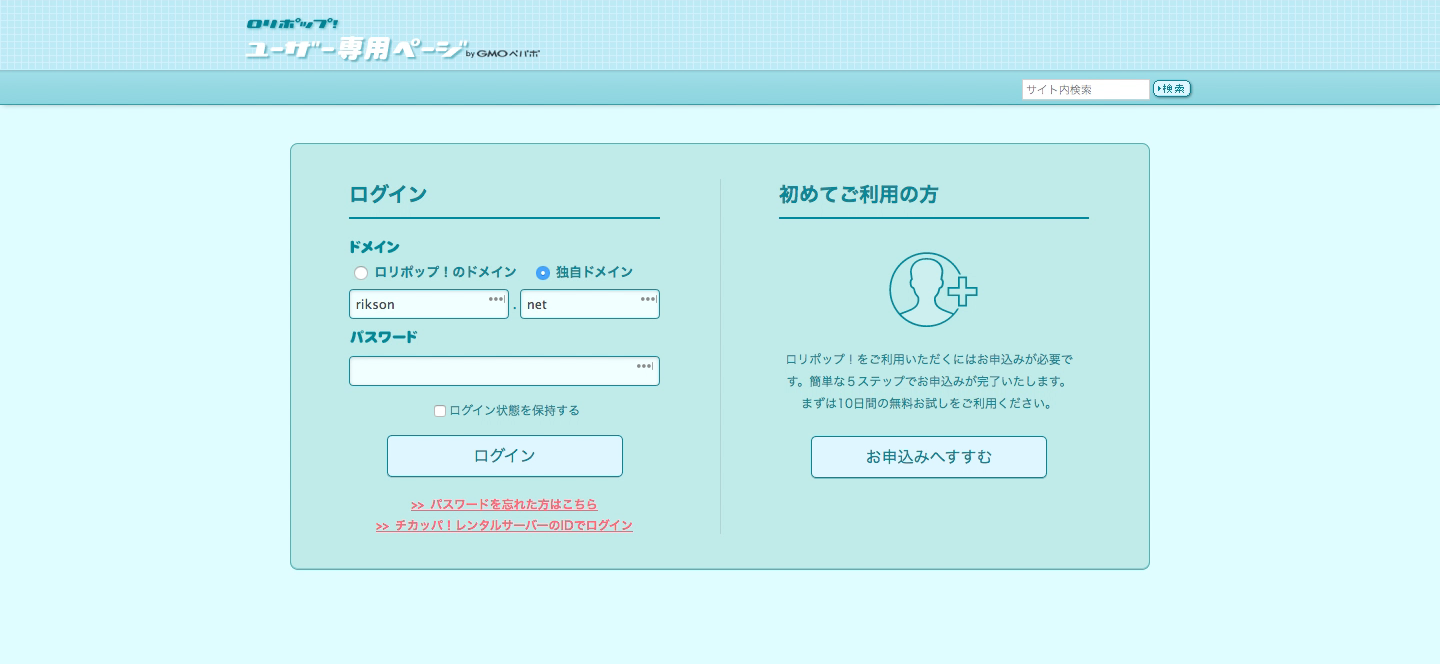 ロリポップ!
ユーザー専用ページ by GMOペパボ
サイト内検索 検索
ログイン
ドメイン
ロリポップ！のドメイン 独自ドメイン
rikson . net
パスワード
ログイン状態を保持する
ログイン
>> パスワードを忘れた方はこちら
>> チカッパ！レンタルサーバーのIDでログイン
初めてご利用の方
ロリポップ！をご利用いただくにはお申込みが必要で
す。簡単な５ステップでお申込みが完了いたします。
まずは10日間の無料お試しをご利用ください。
お申込みへすすむ